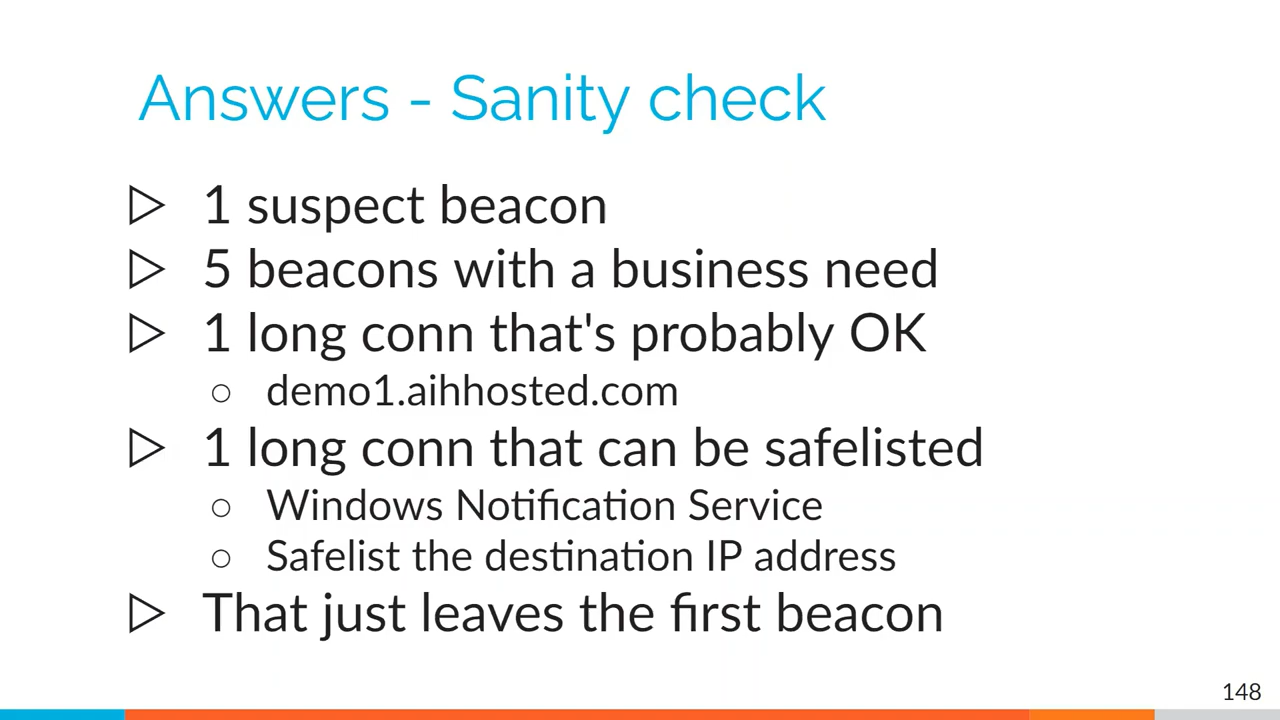 Answers - Sanity check
▷ 1 suspect beacon
▷ 5 beacons with a business need
▷ 1 long conn that's probably OK
○ demo1.aihhosted.com
▷ 1 long conn that can be safelisted
○ Windows Notification Service
○ Safelist the destination IP address
▷ That just leaves the first beacon
148